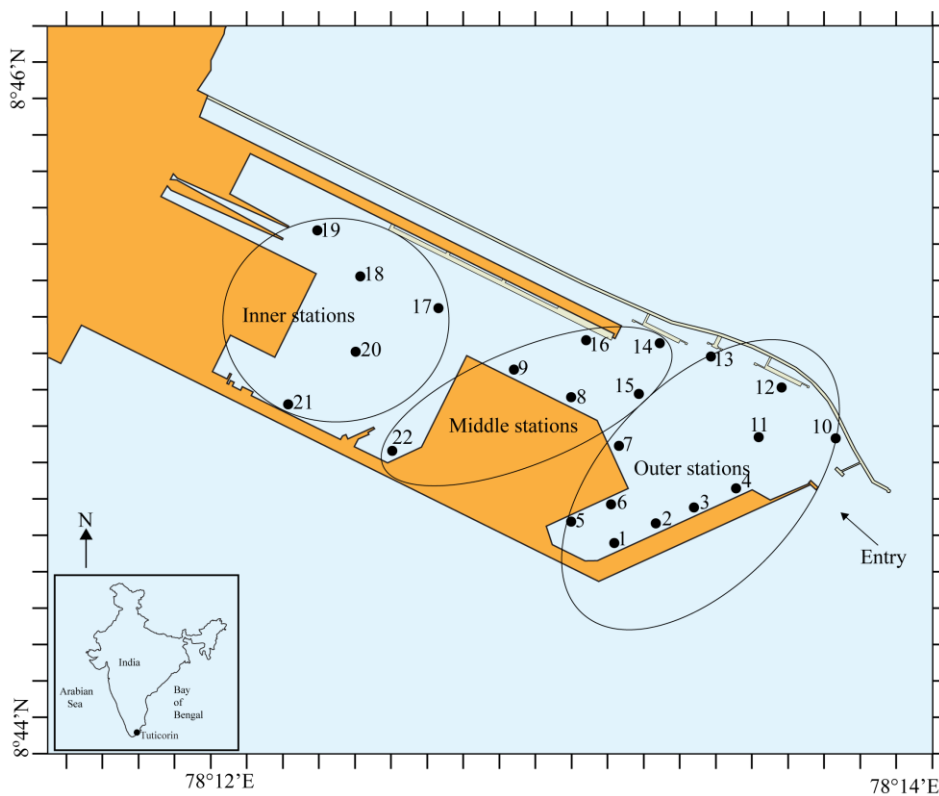 8°46’N
19
18
17
Inner stations
16
14
13
20
9
12
15
8
21
Middle stations
11
10
22
7
Outer stations
4
6
3
5
2
1
N
Entry
India
Arabian
Sea
Bay
of
Bengal
Tuticorin
8°44’N
78°12’E
78°14’E